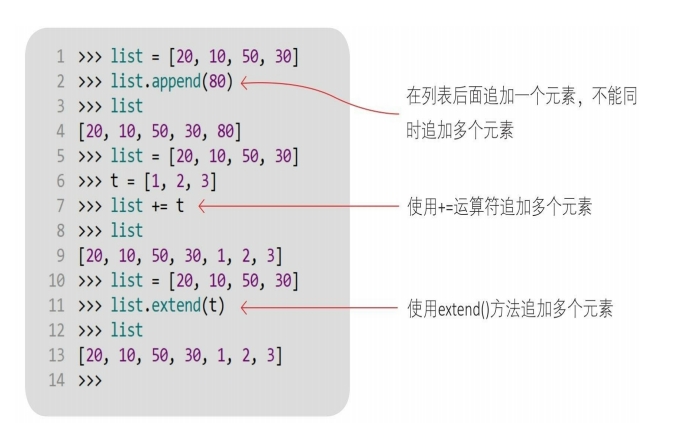 1 >>> list = [20, 10, 50, 30]
2 >>> list.append(80)
3 >>> list
4 [20, 10, 50, 30, 80]
5 >>> list = [20, 10, 50, 30]
6 >>> t = [1, 2, 3]
7 >>> list += t
8 >>> list
9 [20, 10, 50, 30, 1, 2, 3]
10 >>> list = [20, 10, 50, 30]
11 >>> list.extend(t)
12 >>> list
13 [20, 10, 50, 30, 1, 2, 3]
14 >>>
在列表后面追加一个元素，不能同
时追加多个元素
使用+=运算符追加多个元素
使用extend()方法追加多个元素